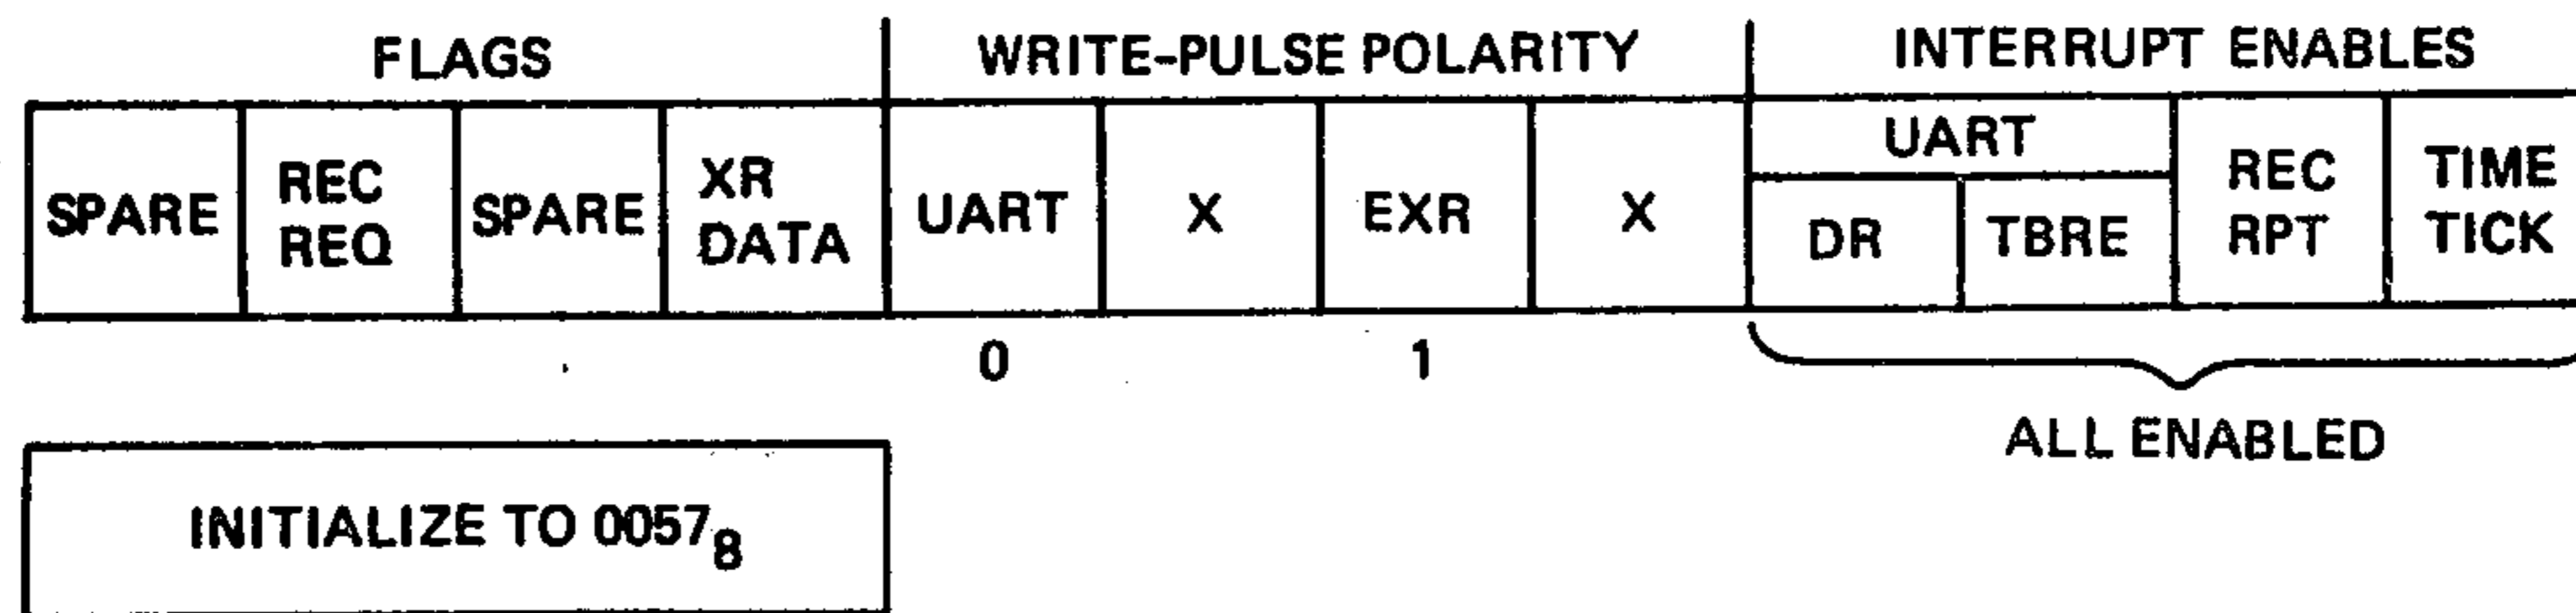 FLAGS WRITE-PULSE POLARITY INTERRUPT ENABLES
SPARE REC REQ SPARE XR DATA UART X EXR X UART DR TBRE REC RPT TIME TICK
0 1
ALL ENABLED
INITIALIZE TO 0057₈